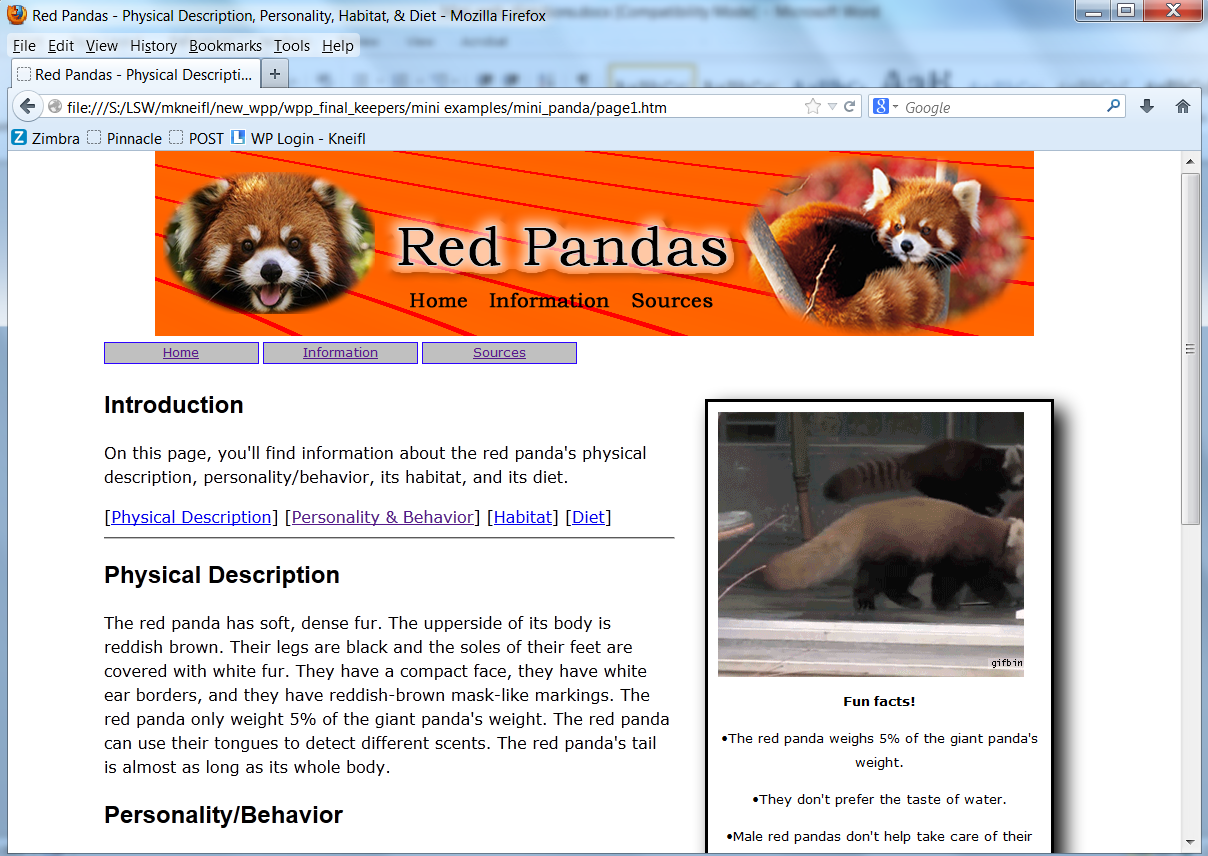 Red Pandas - Physical Description, Personality, Habitat, & Diet - Mozilla Firefox
File Edit View History Bookmarks Tools Help
Red Pandas - Physical Descripti...
file:///S:/LSW/mkneifl/new_wpp/wpp_final_keepers/mini examples/mini_panda/page1.htm
Google
Zimbra Pinnacle POST WP Login - Kneifl
Red Pandas
Home Information Sources
Home Information Sources
Introduction
On this page, you'll find information about the red panda's physical
description, personality/behavior, its habitat, and its diet.
[Physical Description] [Personality & Behavior] [Habitat] [Diet]
Physical Description
The red panda has soft, dense fur. The upperside of its body is
reddish brown. Their legs are black and the soles of their feet are
covered with white fur. They have a compact face, they have white
ear borders, and they have reddish-brown mask-like markings. The
red panda only weight 5% of the giant panda's weight. The red panda
can use their tongues to detect different scents. The red panda's tail
is almost as long as its whole body.
Personality/Behavior
gifbin
Fun facts!
•The red panda weighs 5% of the giant panda's
weight.
•They don't prefer the taste of water.
•Male red pandas don't help take care of their